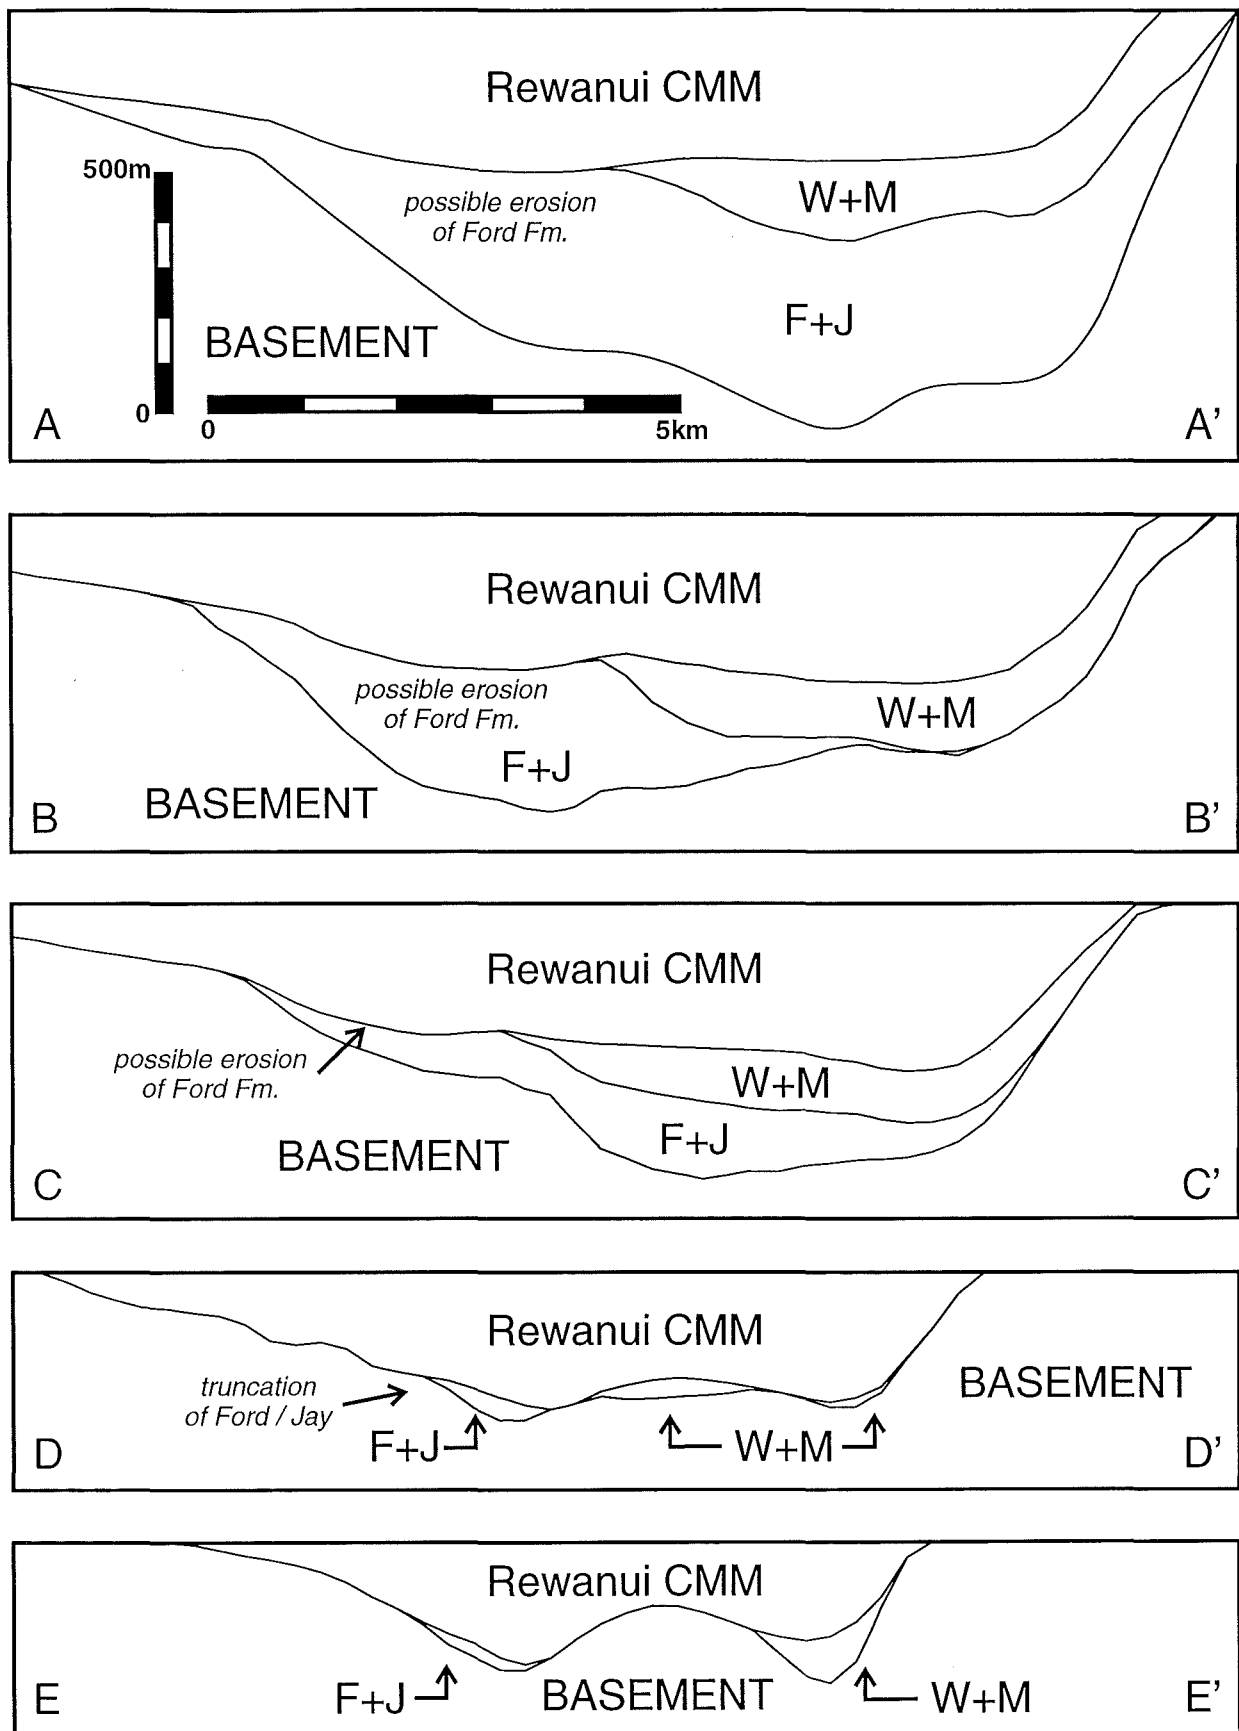 Rewanui CMM
500m
possible erosion
of Ford Fm.
W+M
F+J
BASEMENT
0
0
5km
A
A'
Rewanui CMM
possible erosion
of Ford Fm.
W+M
F+J
BASEMENT
B
B'
Rewanui CMM
possible erosion
of Ford Fm.
W+M
F+J
BASEMENT
C
C'
Rewanui CMM
truncation
of Ford / Jay
BASEMENT
F+J
W+M
D
D'
Rewanui CMM
F+J
BASEMENT
W+M
E
E'